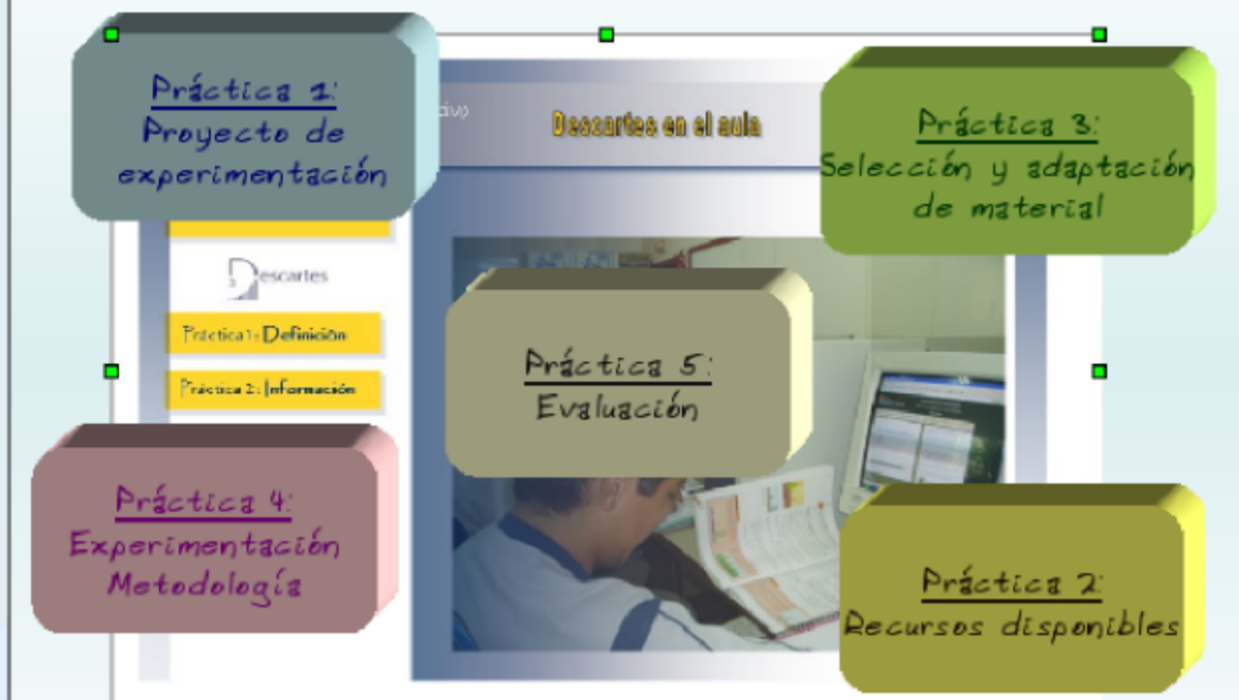 Práctica 1:
Proyecto de
experimentación
Descartes en el aula
Práctica 3:
Selección y adaptación
de material
Descartes
Práctica 1: Definición
Práctica 2: Información
Práctica 5:
Evaluación
Práctica 4:
Experimentación
Metodología
Práctica 2:
Recursos disponibles